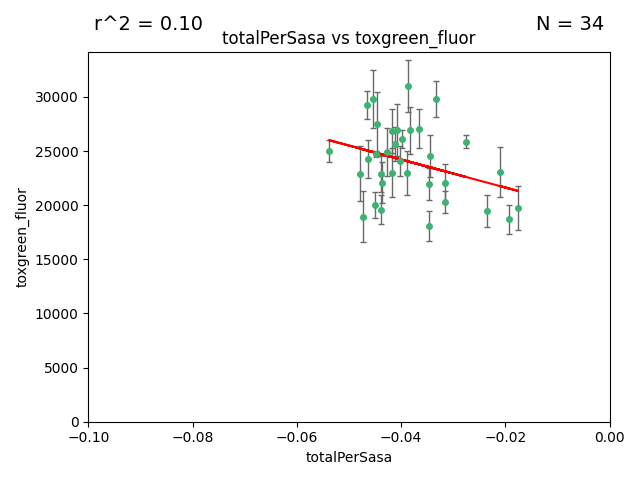 r^2 = 0.10
N = 34
totalPerSasa vs toxgreen_fluor
toxgreen_fluor
30000
25000
20000
15000
10000
5000
0
−0.10
−0.08
−0.06
−0.04
−0.02
0.00
totalPerSasa